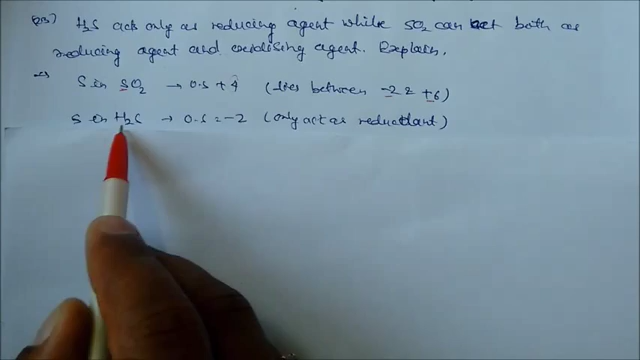 H₂S acts only as reducing agent while SO₂ can act both as
reducing agent and oxidising agent. Explain.
S in SO₂ → O.S + 4 (lies between -2 & +6)
S in H₂S → O.S = -2 (only act as reductant)